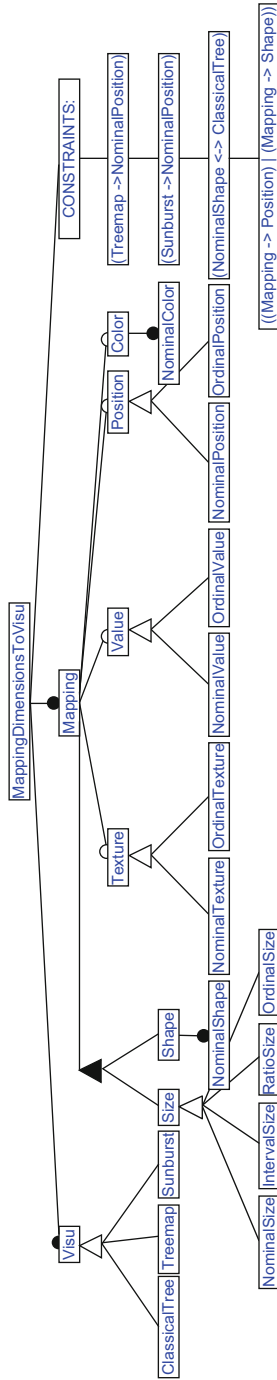 MappingDimensionsToVisu
Visu
Mapping
CONSTRAINTS:
Texture
Value
Position
Color
(Treemap ->NominalPosition)
ClassicalTree
Treemap
Sunburst
Size
Shape
NominalTexture
OrdinalTexture
NominalValue
OrdinalValue
NominalPosition
OrdinalPosition
NominalColor
(Sunburst ->NominalPosition)
NominalShape
(NominalShape <-> ClassicalTree)
NominalSize
IntervalSize
RatioSize
OrdinalSize
((Mapping -> Position) | (Mapping -> Shape))